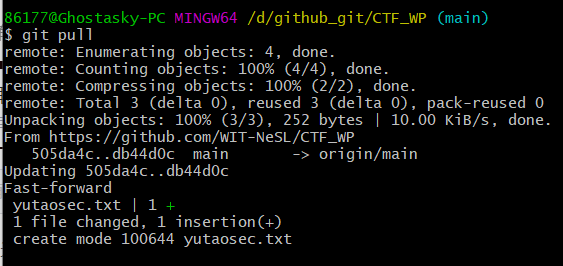 86177@Ghostasky-PC MINGW64 /d/github_git/CTF_WP (main)
$ git pull
remote: Enumerating objects: 4, done.
remote: Counting objects: 100% (4/4), done.
remote: Compressing objects: 100% (2/2), done.
remote: Total 3 (delta 0), reused 3 (delta 0), pack-reused 0
Unpacking objects: 100% (3/3), 252 bytes | 10.00 KiB/s, done.
From https://github.com/WIT-NeSL/CTF_WP
   505da4c..db44d0c  main       -> origin/main
Updating 505da4c..db44d0c
Fast-forward
 yutaosec.txt | 1 +
 1 file changed, 1 insertion(+)
 create mode 100644 yutaosec.txt